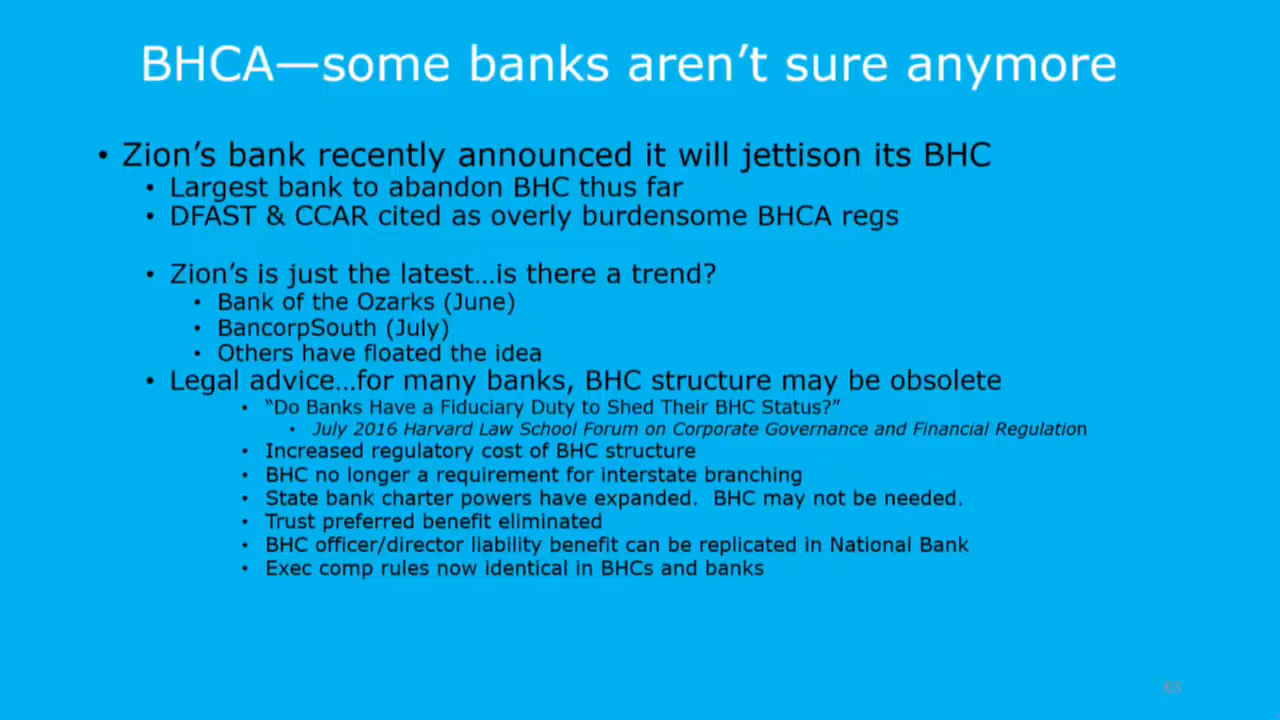 BHCA—some banks aren’t sure anymore
• Zion’s bank recently announced it will jettison its BHC
• Largest bank to abandon BHC thus far
• DFAST & CCAR cited as overly burdensome BHCA regs
• Zion’s is just the latest…is there a trend?
• Bank of the Ozarks (June)
• BancorpSouth (July)
• Others have floated the idea
• Legal advice…for many banks, BHC structure may be obsolete
• “Do Banks Have a Fiduciary Duty to Shed Their BHC Status?”
• July 2016 Harvard Law School Forum on Corporate Governance and Financial Regulation
• Increased regulatory cost of BHC structure
• BHC no longer a requirement for interstate branching
• State bank charter powers have expanded.  BHC may not be needed.
• Trust preferred benefit eliminated
• BHC officer/director liability benefit can be replicated in National Bank
• Exec comp rules now identical in BHCs and banks
63